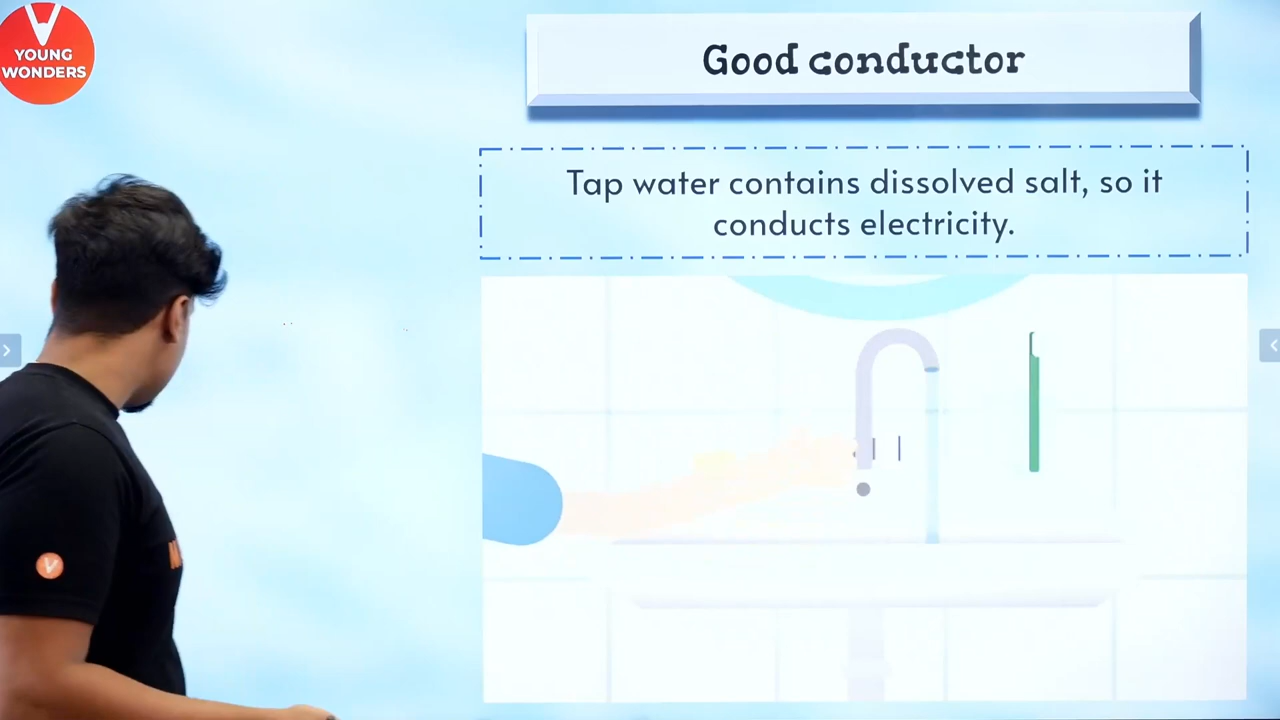 YOUNG
WONDERS
Good conductor
Tap water contains dissolved salt, so it
conducts electricity.